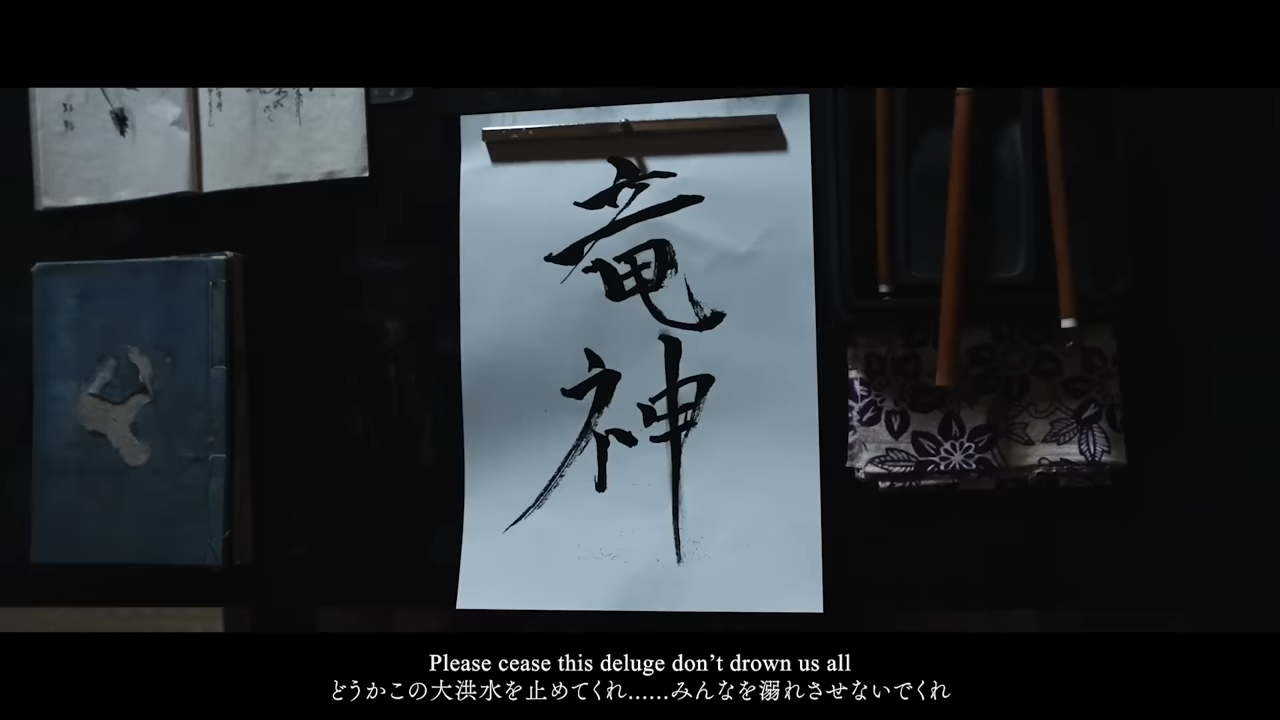 竜
神
Please cease this deluge don’t drown us all
どうかこの大洪水を止めてくれ......みんなを溺れさせないでくれ